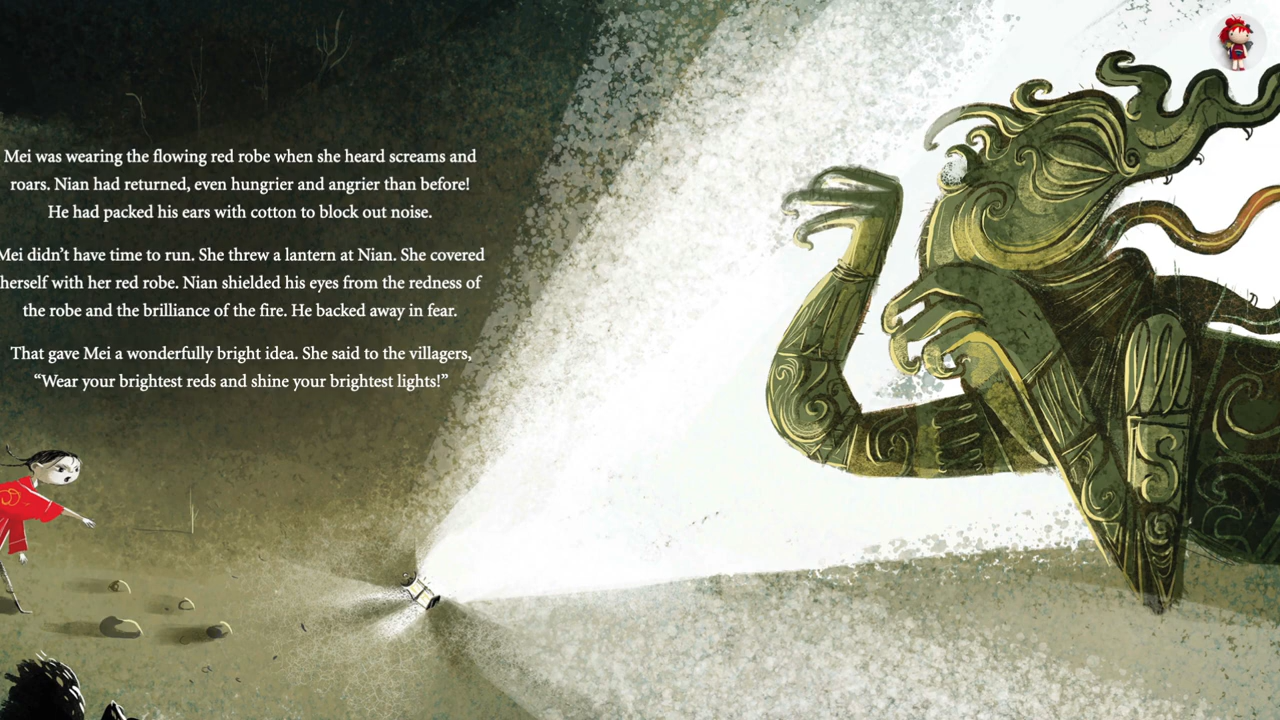 Mei was wearing the flowing red robe when she heard screams and
roars. Nian had returned, even hungrier and angrier than before!
He had packed his ears with cotton to block out noise.
Mei didn’t have time to run. She threw a lantern at Nian. She covered
herself with her red robe. Nian shielded his eyes from the redness of
the robe and the brilliance of the fire. He backed away in fear.
That gave Mei a wonderfully bright idea. She said to the villagers,
“Wear your brightest reds and shine your brightest lights!”